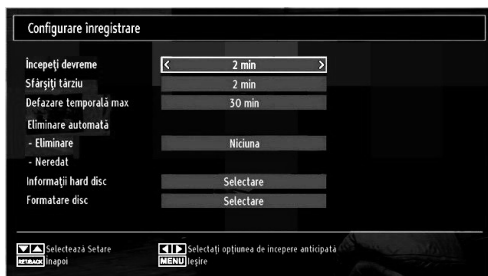 Configurare înregistrare
Începeți devreme 2 min
Sfârșiți târziu 2 min
Defazare temporală max 30 min
Eliminare automată
- Eliminare Niciuna
- Neredat
Informații hard disc Selectare
Formatare disc Selectare
Selectează Setare Selectați opțiunea de începere anticipată
Înapoi MENU Ieșire